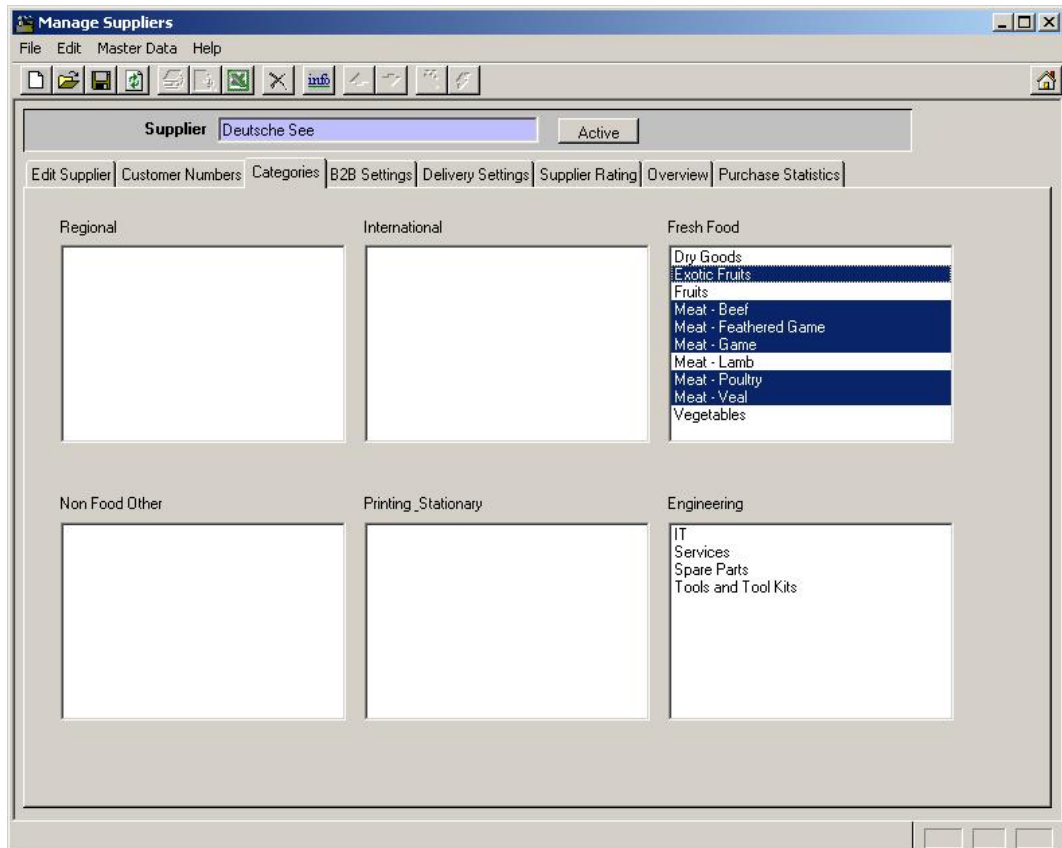 Manage Suppliers
File Edit Master Data Help
info
Supplier Deutsche See Active
Edit Supplier Customer Numbers Categories B2B Settings Delivery Settings Supplier Rating Overview Purchase Statistics
Regional International Fresh Food
Dry Goods
Exotic Fruits
Fruits
Meat - Beef
Meat - Feathered Game
Meat - Game
Meat - Lamb
Meat - Poultry
Meat - Veal
Vegetables
Non Food Other Printing_Stationary Engineering
IT
Services
Spare Parts
Tools and Tool Kits